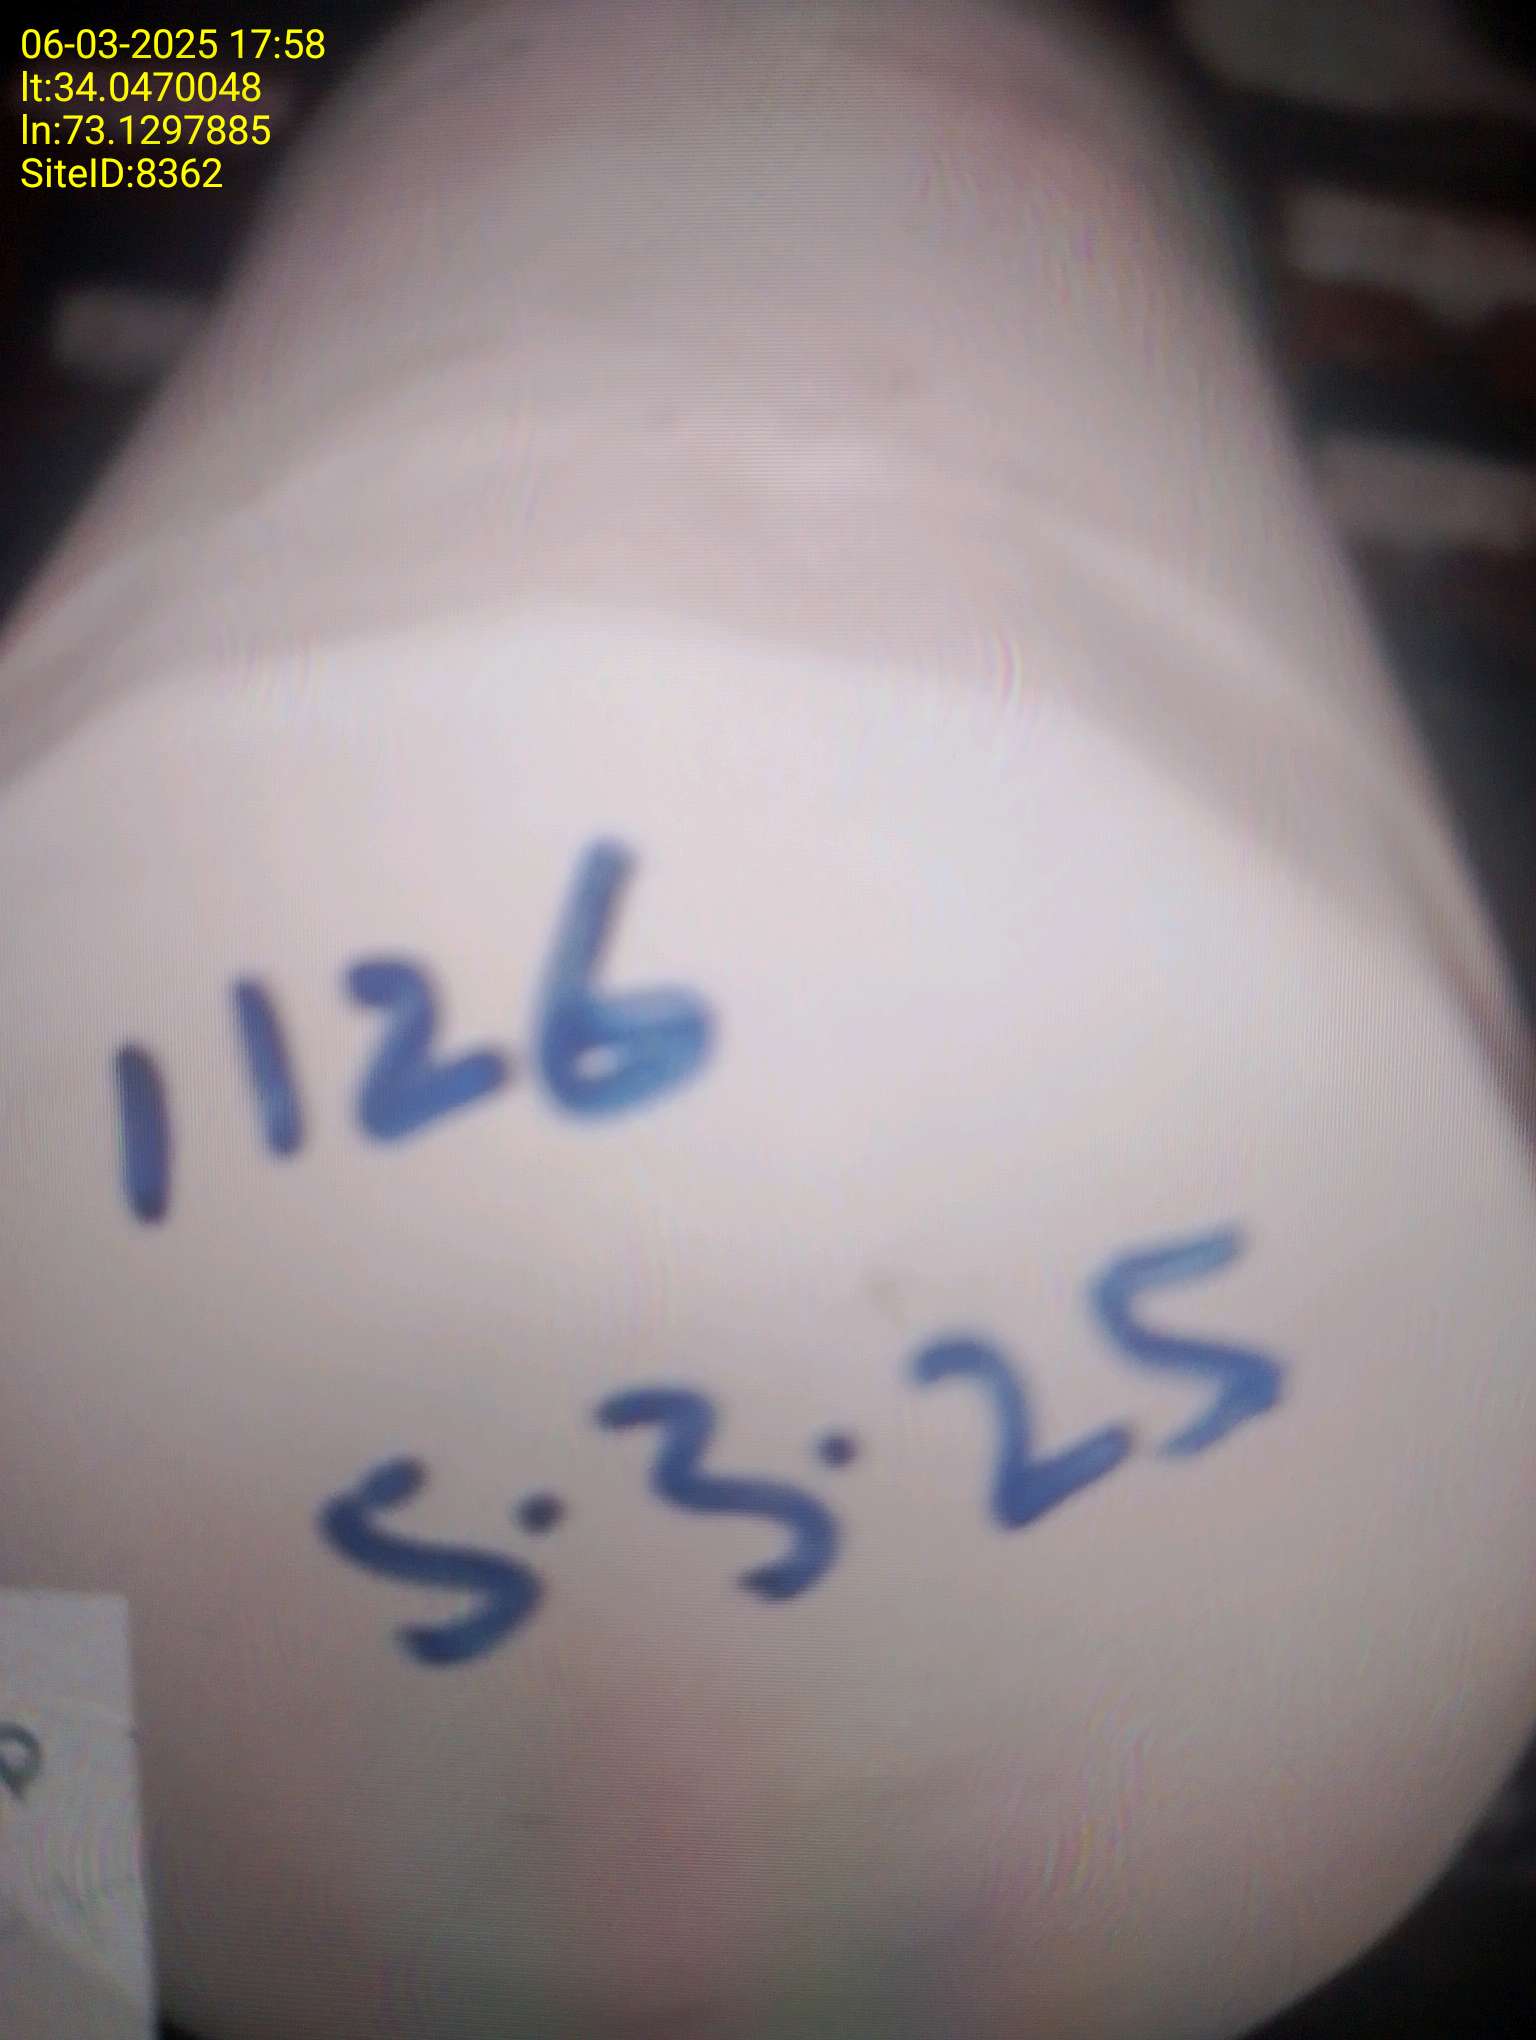 06-03-2025 17:58
lt:34.0470048
ln:73.1297885
SiteID:8362
1126
5.3.25